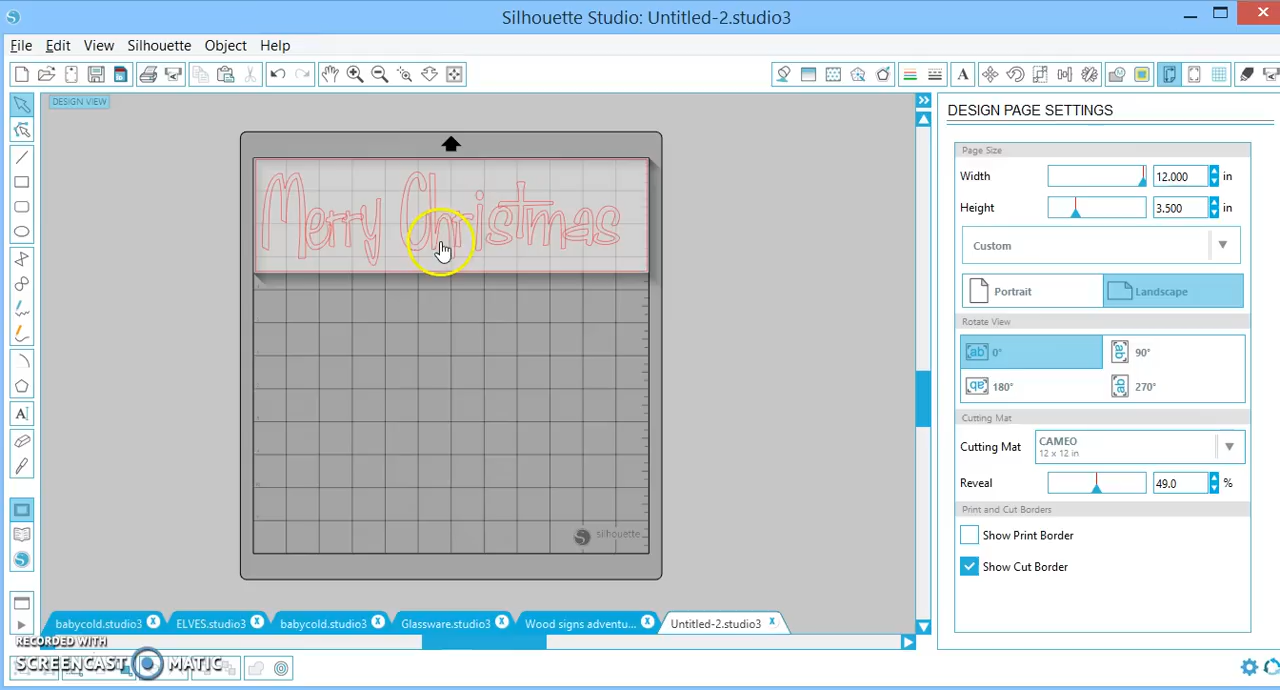 Silhouette Studio: Untitled-2.studio3
File Edit View Silhouette Object Help
DESIGN VIEW
DESIGN PAGE SETTINGS
Page Size
Width 12.000 in
Height 3.500 in
Custom
Portrait Landscape
Rotate View
ab 0° ab 90°
ab 180° ab 270°
Cutting Mat
Cutting Mat CAMEO
12 x 12 in
Reveal 49.0 %
Print and Cut Borders
Show Print Border
Show Cut Border
Merry Christmas
silhouette
babycold.studio3 ELVES.studio3 babycold.studio3 Glassware.studio3 Wood signs adventu... Untitled-2.studio3
RECORDED WITH
SCREENCAST MATIC